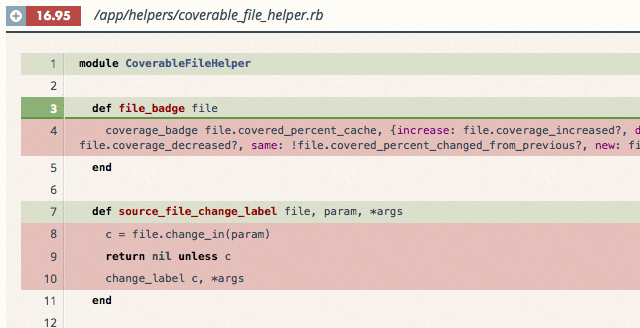 16.95 /app/helpers/coverable_file_helper.rb
1 module CoverableFileHelper
2
3 def file_badge file
4 coverage_badge file.covered_percent_cache, {increase: file.coverage_increased?, d
file.coverage_decreased?, same: !file.covered_percent_changed_from_previous?, new: fi
5 end
6
7 def source_file_change_label file, param, *args
8 c = file.change_in(param)
9 return nil unless c
10 change_label c, *args
11 end
12